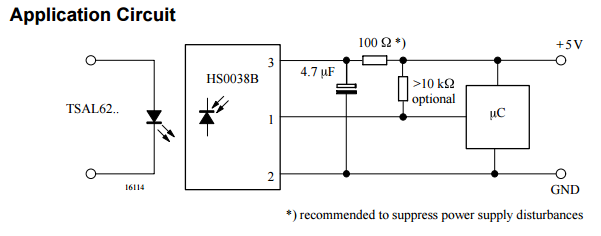 Application Circuit
100 Ω *)
+5V
3
4.7 μF
HS0038B
>10 kΩ
optional
TSAL62..
1
μC
2
16114
GND
*) recommended to suppress power supply disturbances